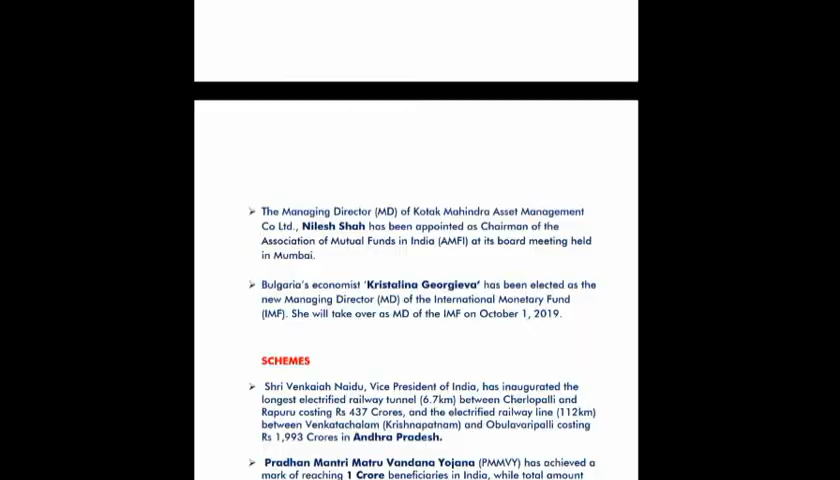 ➢ The Managing Director (MD) of Kotak Mahindra Asset Management
Co Ltd., Nilesh Shah has been appointed as Chairman of the
Association of Mutual Funds in India (AMFI) at its board meeting held
in Mumbai.
➢ Bulgaria's economist 'Kristalina Georgieva' has been elected as the
new Managing Director (MD) of the International Monetary Fund
(IMF). She will take over as MD of the IMF on October 1, 2019.
SCHEMES
➢ Shri Venkaiah Naidu, Vice President of India, has inaugurated the
longest electrified railway tunnel (6.7km) between Cherlopalli and
Rapuru costing Rs 437 Crores, and the electrified railway line (112km)
between Venkatachalam (Krishnapatnam) and Obulavaripalli costing
Rs 1,993 Crores in Andhra Pradesh.
➢ Pradhan Mantri Matru Vandana Yojana (PMMVY) has achieved a
mark of reaching 1 Crore beneficiaries in India, while total amount